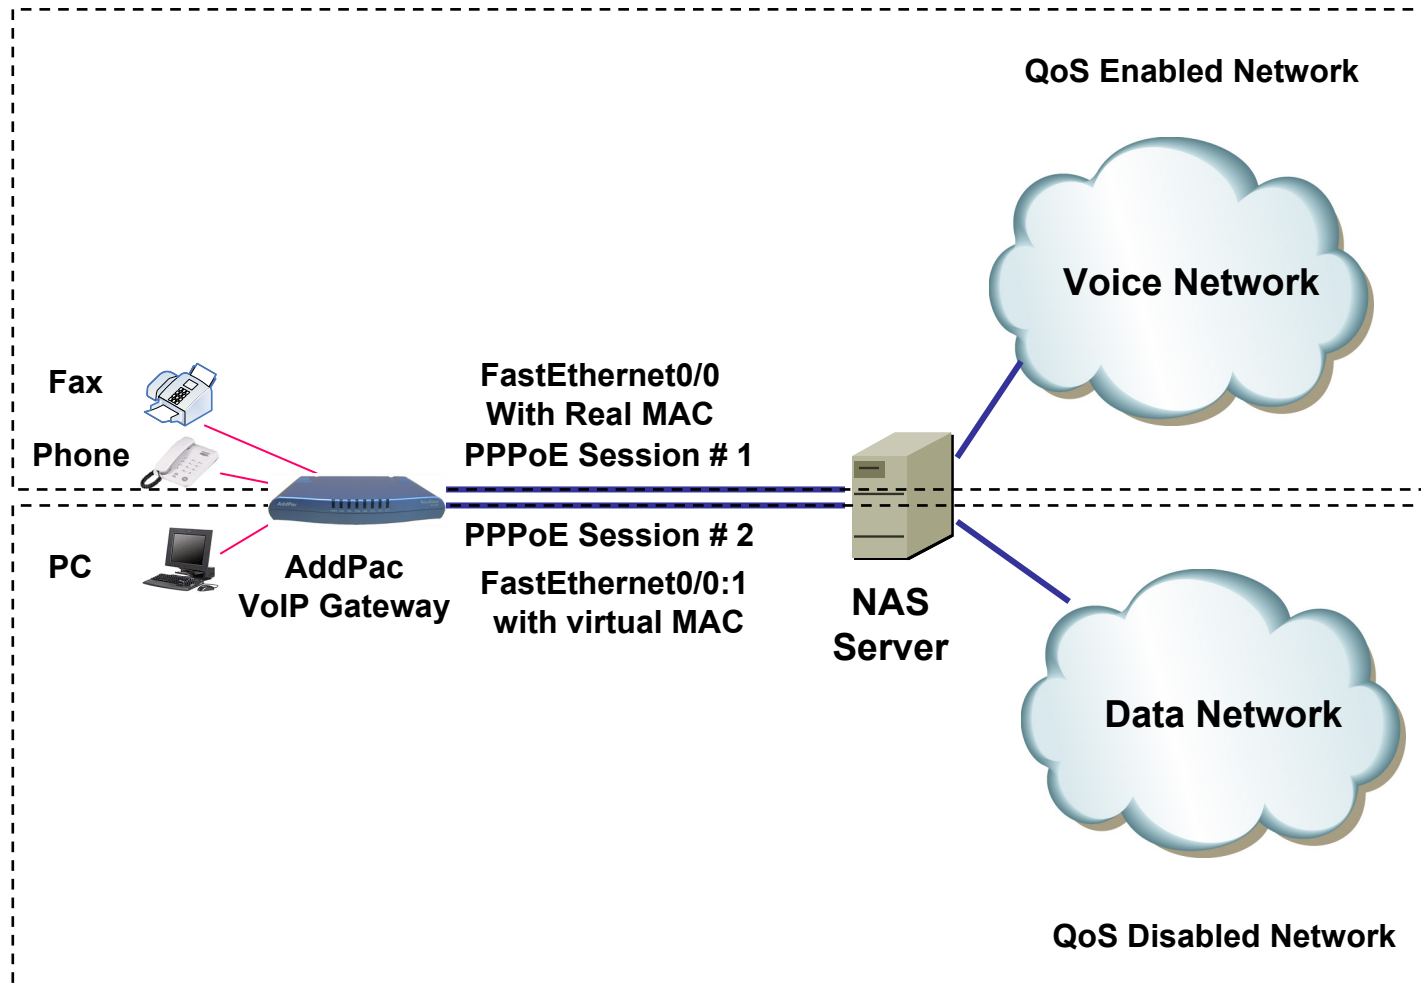 QoS Enabled Network
Voice Network
Fax
Phone
FastEthernet0/0
With Real MAC
PPPoE Session # 1
AddPac
PC
AddPac
VoIP Gateway
PPPoE Session # 2
FastEthernet0/0:1
with virtual MAC
NAS
Server
Data Network
QoS Disabled Network